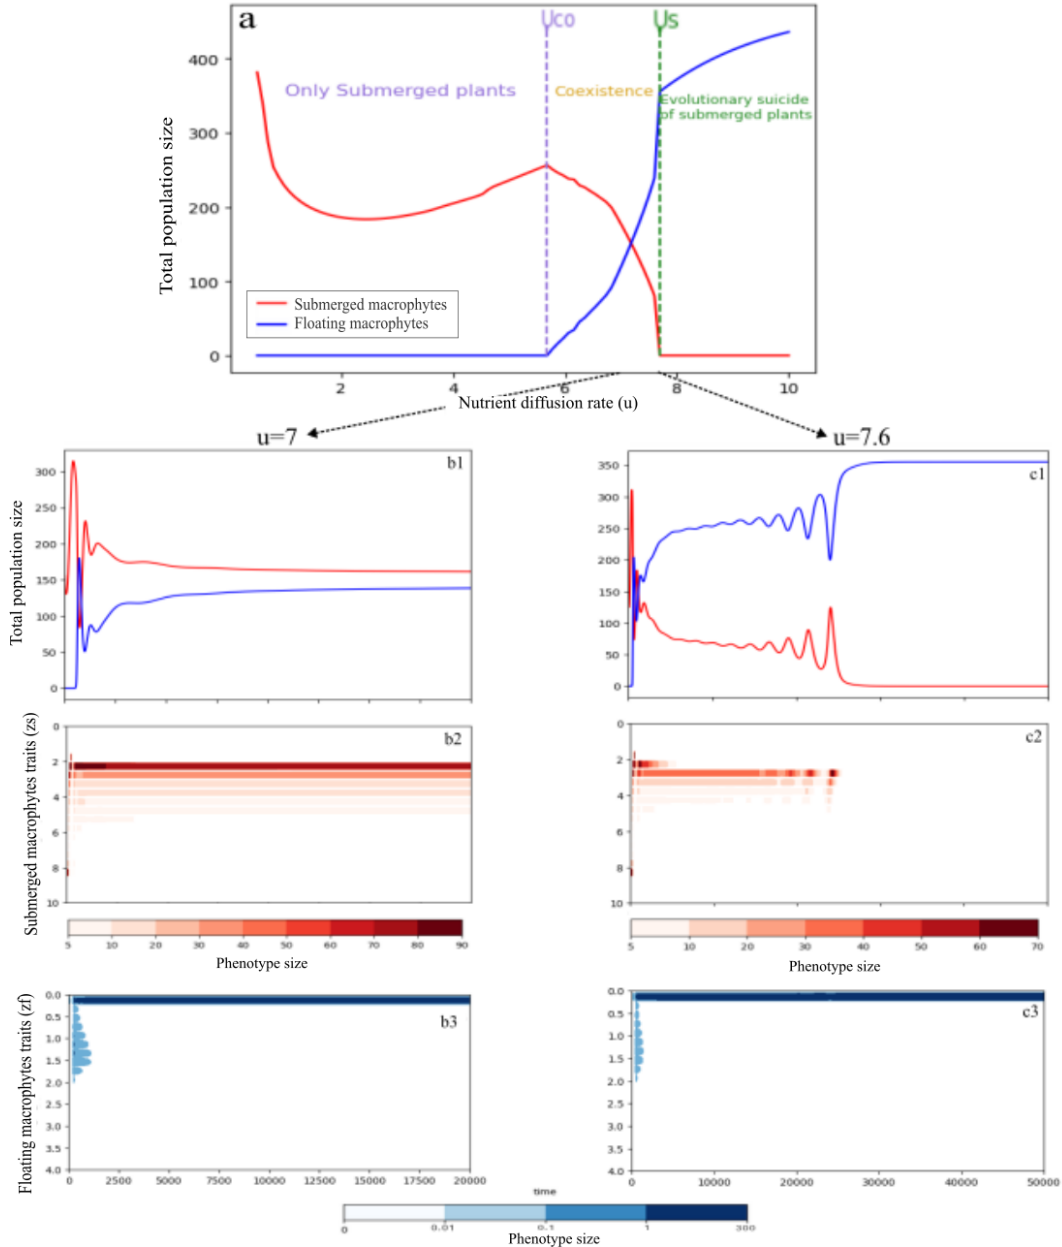 a
Uco
Us
Only Submerged plants
Coexistence
Evolutionary suicide
of submerged plants
Total population size
400
300
200
100
0
Submerged macrophytes
Floating macrophytes
2
4
6
8
10
Nutrient diffusion rate (u)
u=7
u=7.6
b1
Total population size
300
250
200
150
100
50
0
c1
350
300
250
200
150
100
50
0
b2
Submerged macrophytes traits (zs)
0
2
4
6
8
10
c2
0
2
4
6
8
10
5 10 20 30 40 50 60 70 80 90
Phenotype size
5 10 20 30 40 50 60 70
Phenotype size
b3
Floating macrophytes traits (zf)
0.0
0.5
1.0
1.5
2.0
2.5
3.0
3.5
4.0
0 2500 5000 7500 10000 12500 15000 17500 20000
c3
0.0
0.5
1.0
1.5
2.0
2.5
3.0
3.5
4.0
0 10000 20000 30000 40000 50000
time
0 0.01 0.1 1 300
Phenotype size